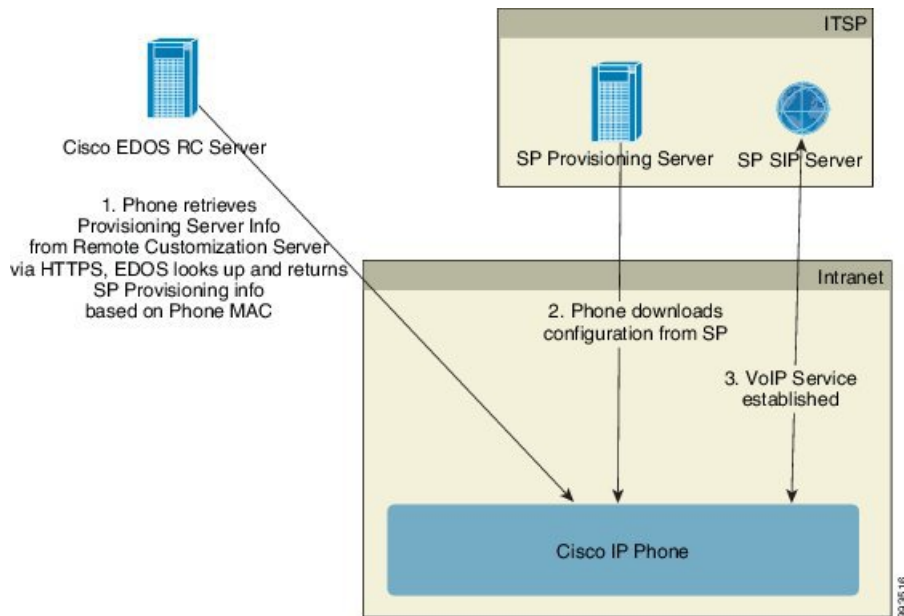 ITSP
Cisco EDOS RC Server
SP Provisioning Server
SP SIP Server
1. Phone retrieves
Provisioning Server Info
from Remote Customization Server
via HTTPS, EDOS looks up and returns
SP Provisioning info
based on Phone MAC
Intranet
2. Phone downloads
configuration from SP
3. VoIP Service
established
Cisco IP Phone